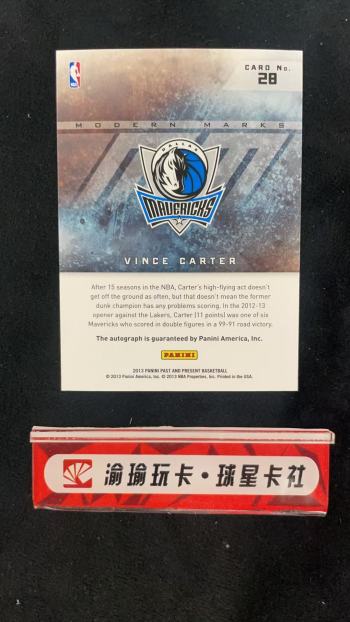 CARD No.
28
MODERN MARKS
DALLAS
MAVERICKS
VINCE CARTER
After 15 seasons in the NBA, Carter's high-flying act doesn't
get off the ground as often, but that doesn't mean the former
dunk champion has any problems scoring. In the 2012-13
opener against the Lakers, Carter (11 points) was one of six
Mavericks who scored in double figures in a 99-91 road victory.
The autograph is guaranteed by Panini America, Inc.
PANINI
2013 PANINI PAST AND PRESENT BASKETBALL
© 2013 Panini America, Inc. © 2013 NBA Properties, Inc. Printed in the USA.
渝瑜玩卡·球星卡社